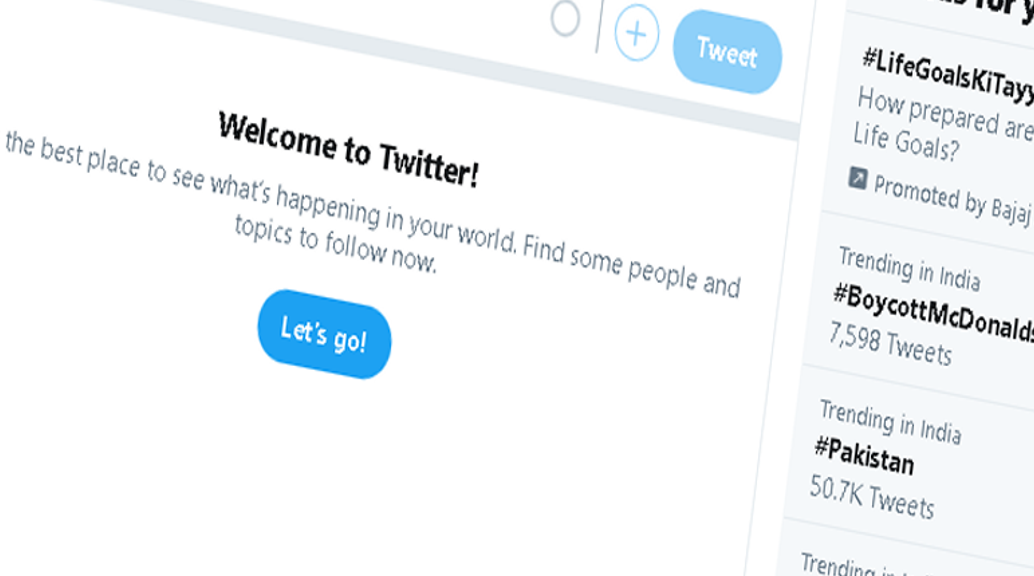 Tweet
Welcome to Twitter!
the best place to see what's happening in your world. Find some people and
topics to follow now.
Let's go!
for
#LifeGoalsKiTayy
How prepared are
Life Goals?
Promoted by Bajaj
Trending in India
#BoycottMcDonalds
7,598 Tweets
Trending in India
#Pakistan
50.7K Tweets
Trending in